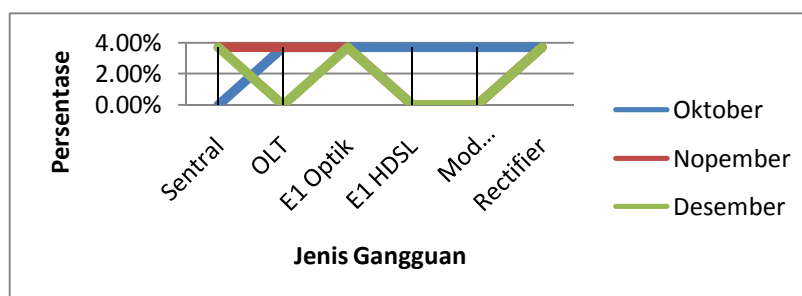 Persentase
4.00%
2.00%
0.00%
Sentral
OLT
E1 Optik
E1 HDSL
Mod...
Rectifier
Jenis Gangguan
Oktober
Nopember
Desember